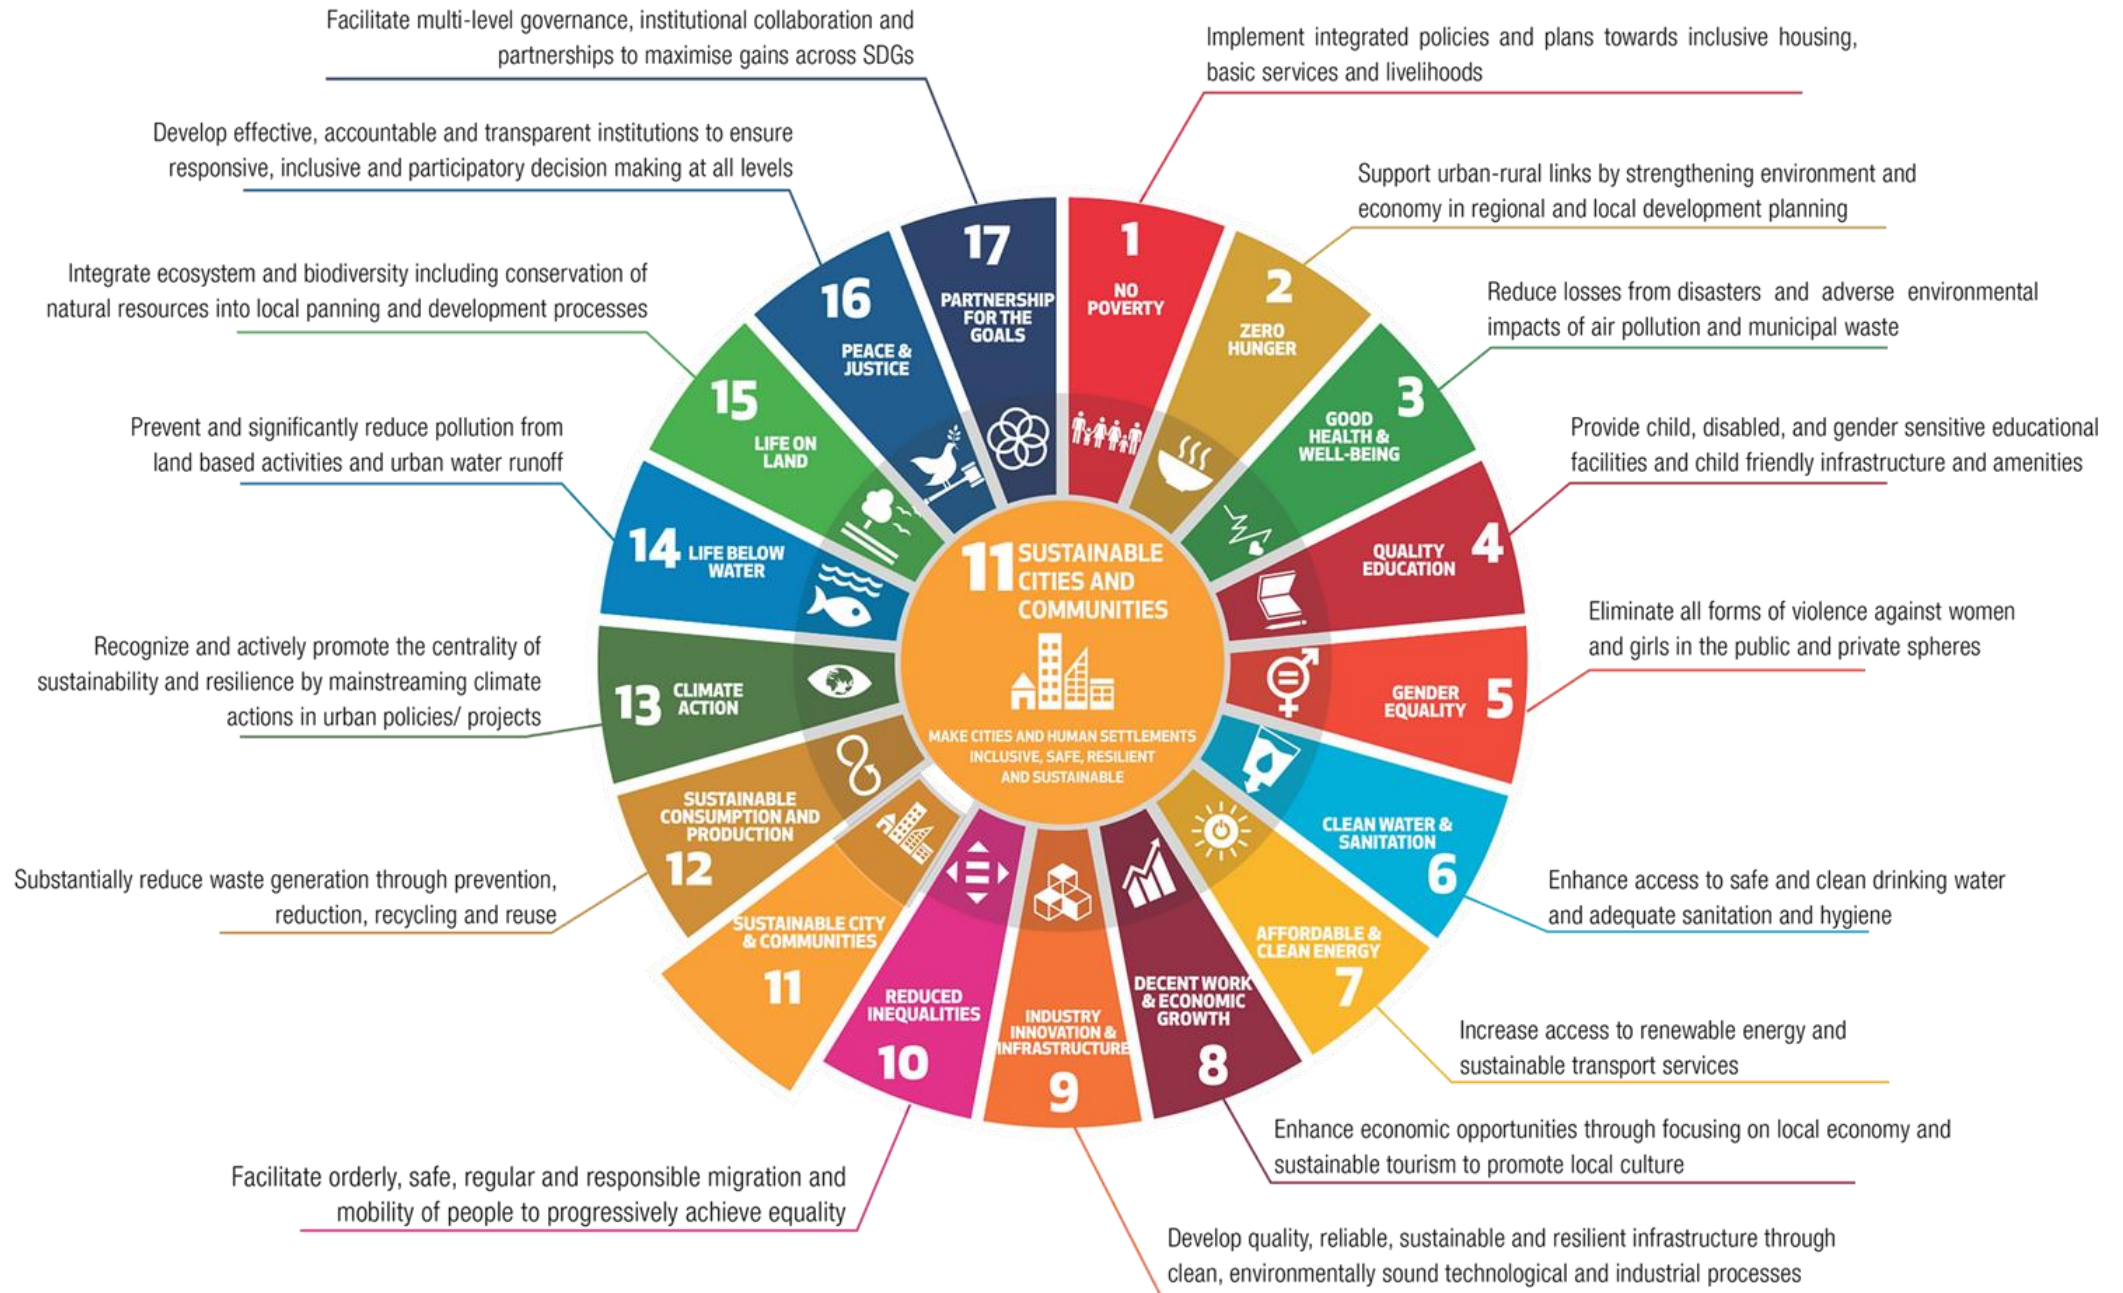 Facilitate multi-level governance, institutional collaboration and
partnerships to maximise gains across SDGs
Implement integrated policies and plans towards inclusive housing,
basic services and livelihoods
Develop effective, accountable and transparent institutions to ensure
responsive, inclusive and participatory decision making at all levels
Support urban-rural links by strengthening environment and
economy in regional and local development planning
Integrate ecosystem and biodiversity including conservation of
natural resources into local panning and development processes
Reduce losses from disasters and adverse environmental
impacts of air pollution and municipal waste
Prevent and significantly reduce pollution from
land based activities and urban water runoff
Provide child, disabled, and gender sensitive educational
facilities and child friendly infrastructure and amenities
Recognize and actively promote the centrality of
sustainability and resilience by mainstreaming climate
actions in urban policies/ projects
Eliminate all forms of violence against women
and girls in the public and private spheres
Substantially reduce waste generation through prevention,
reduction, recycling and reuse
Enhance access to safe and clean drinking water
and adequate sanitation and hygiene
Increase access to renewable energy and
sustainable transport services
Enhance economic opportunities through focusing on local economy and
sustainable tourism to promote local culture
Facilitate orderly, safe, regular and responsible migration and
mobility of people to progressively achieve equality
Develop quality, reliable, sustainable and resilient infrastructure through
clean, environmentally sound technological and industrial processes
1
NO
POVERTY
2
ZERO
HUNGER
3
GOOD
HEALTH &
WELL-BEING
4
QUALITY
EDUCATION
5
GENDER
EQUALITY
CLEAN WATER &
SANITATION
6
AFFORDABLE &
CLEAN ENERGY
7
DECENT WORK
& ECONOMIC
GROWTH
8
INDUSTRY
INNOVATION &
INFRASTRUCTURE
9
REDUCED
INEQUALITIES
10
SUSTAINABLE CITY
& COMMUNITIES
11
SUSTAINABLE
CONSUMPTION AND
PRODUCTION
12
13
CLIMATE
ACTION
14
LIFE BELOW
WATER
15
LIFE ON
LAND
16
PEACE &
JUSTICE
17
PARTNERSHIP
FOR THE
GOALS
11 SUSTAINABLE
CITIES AND
COMMUNITIES
MAKE CITIES AND HUMAN SETTLEMENTS
INCLUSIVE, SAFE, RESILIENT
AND SUSTAINABLE